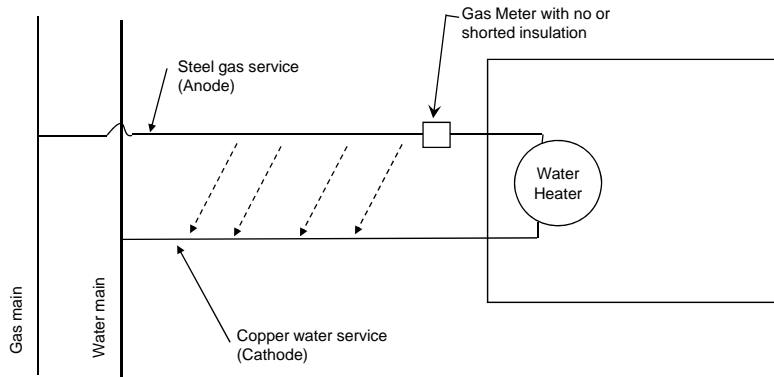 Gas Meter with no or
shorted insulation
Steel gas service
(Anode)
Water
Heater
Gas main
Water main
Copper water service
(Cathode)